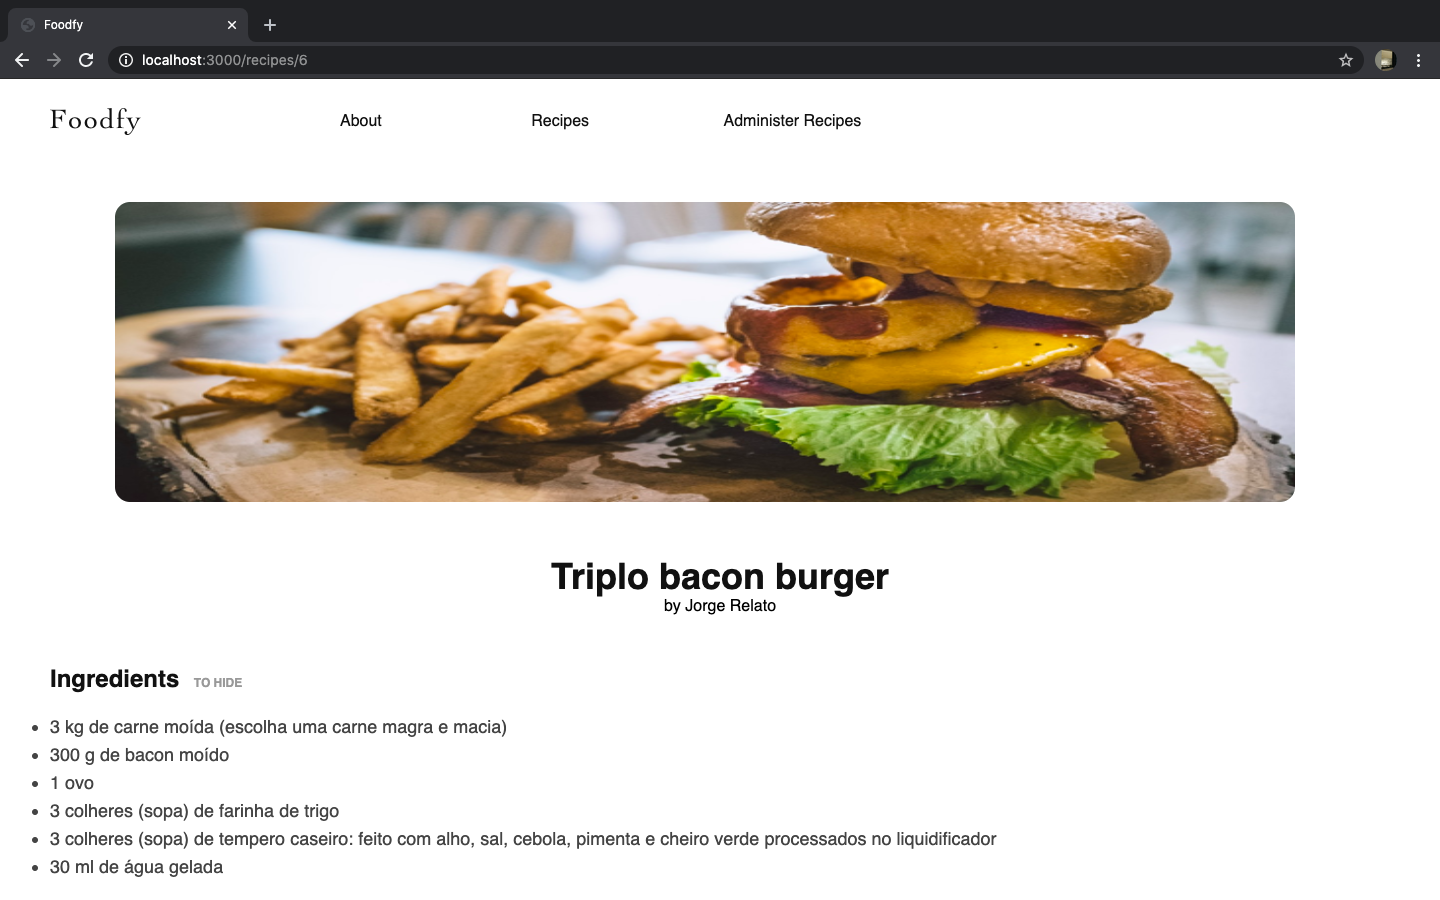 Foodfy
localhost:3000/recipes/6
Foodfy
About
Recipes
Administer Recipes
Triplo bacon burger
by Jorge Relato
Ingredients TO HIDE
3 kg de carne moída (escolha uma carne magra e macia)
300 g de bacon moído
1 ovo
3 colheres (sopa) de farinha de trigo
3 colheres (sopa) de tempero caseiro: feito com alho, sal, cebola, pimenta e cheiro verde processados no liquidificador
30 ml de água gelada